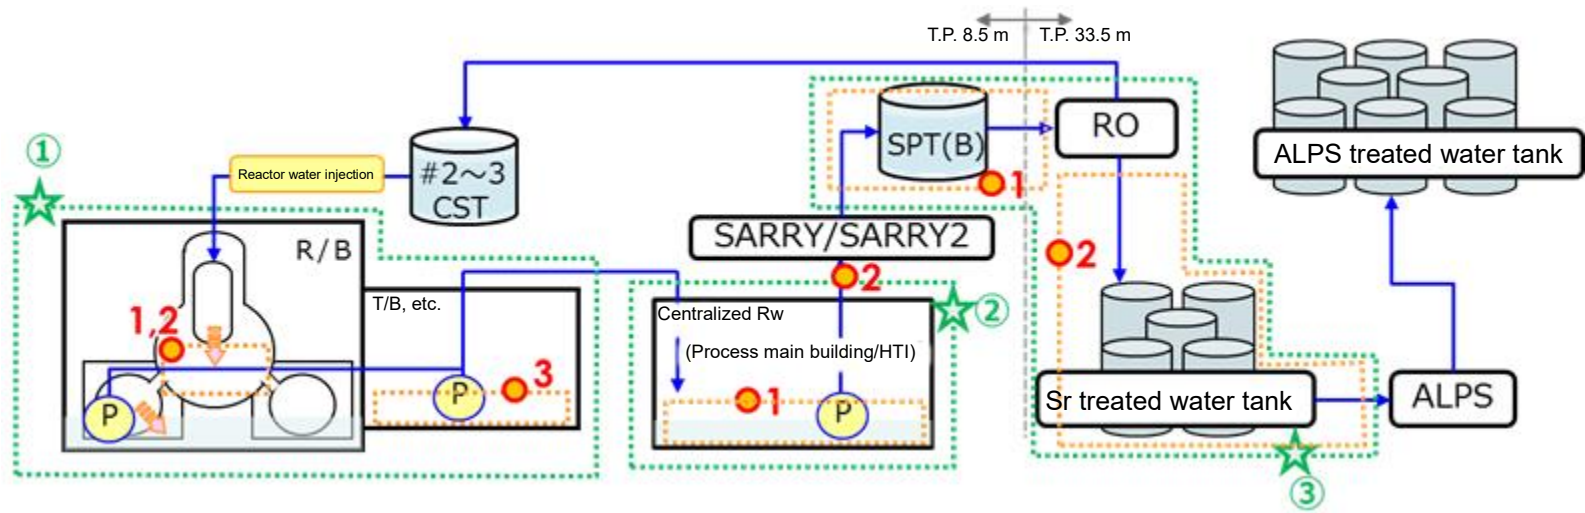 T.P. 8.5 m
T.P. 33.5 m
①
Reactor water injection
#2～3
CST
SPT(B)
1
RO
ALPS treated water tank
R/B
T/B, etc.
1,2
P
P
3
SARRY/SARRY2
2
②
Centralized Rw
(Process main building/HTI)
1
P
2
Sr treated water tank
ALPS
③